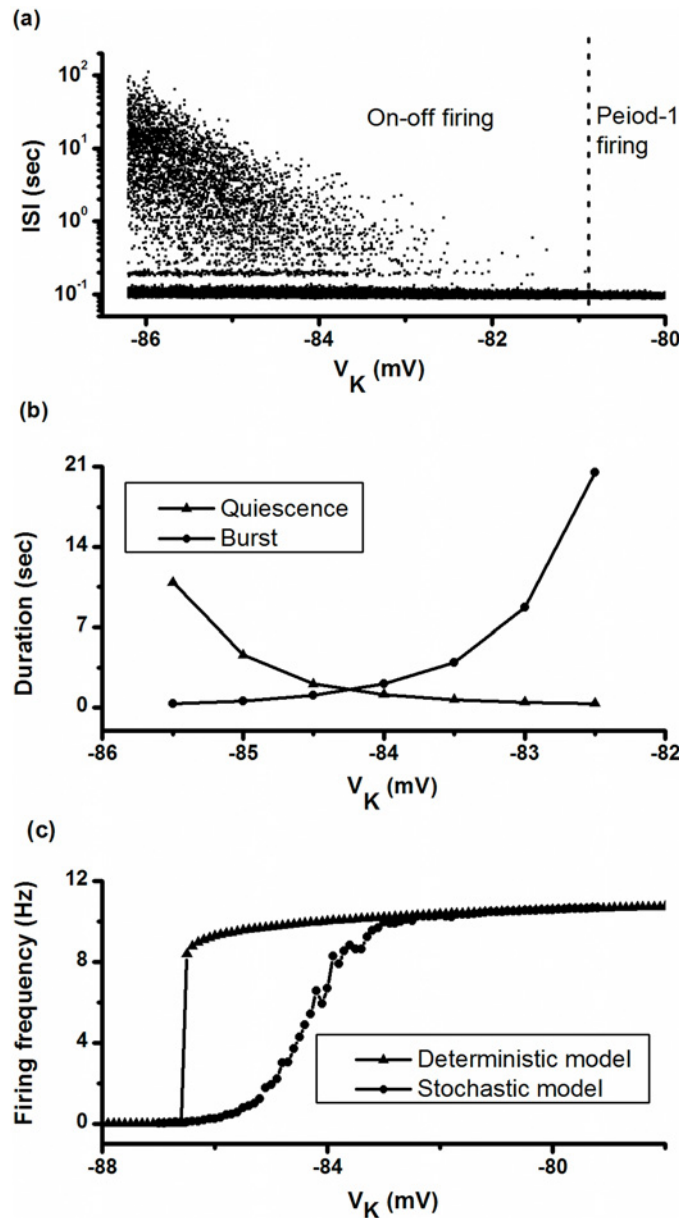 (a)
10²
10¹
10⁰
10⁻¹
ISI (sec)
On-off firing
Peiod-1
firing
-86
-84
-82
-80
V_K (mV)
(b)
21
14
7
0
Duration (sec)
Quiescence
Burst
-86
-85
-84
-83
-82
V_K (mV)
(c)
12
8
4
0
Firing frequency (Hz)
Deterministic model
Stochastic model
-88
-84
-80
V_K (mV)